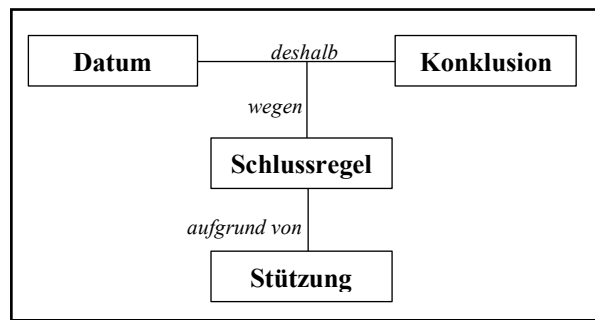 Datum
deshalb
Konklusion
wegen
Schlussregel
aufgrund von
Stützung